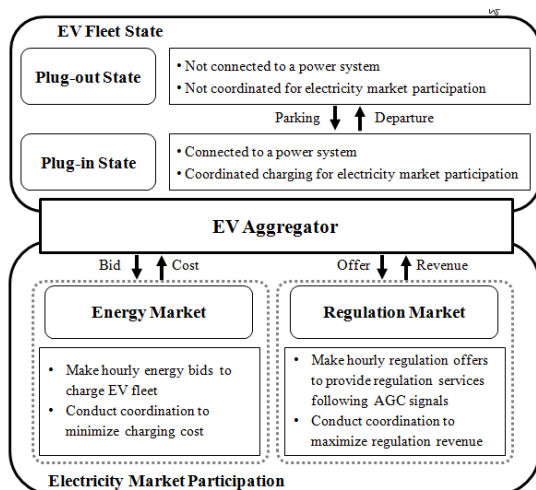 EV Fleet State
Plug-out State
• Not connected to a power system
• Not coordinated for electricity market participation
Parking
Departure
Plug-in State
• Connected to a power system
• Coordinated charging for electricity market participation
EV Aggregator
Bid
Cost
Offer
Revenue
Energy Market
• Make hourly energy bids to
charge EV fleet
• Conduct coordination to
minimize charging cost
Regulation Market
• Make hourly regulation offers
to provide regulation services
following AGC signals
• Conduct coordination to
maximize regulation revenue
Electricity Market Participation